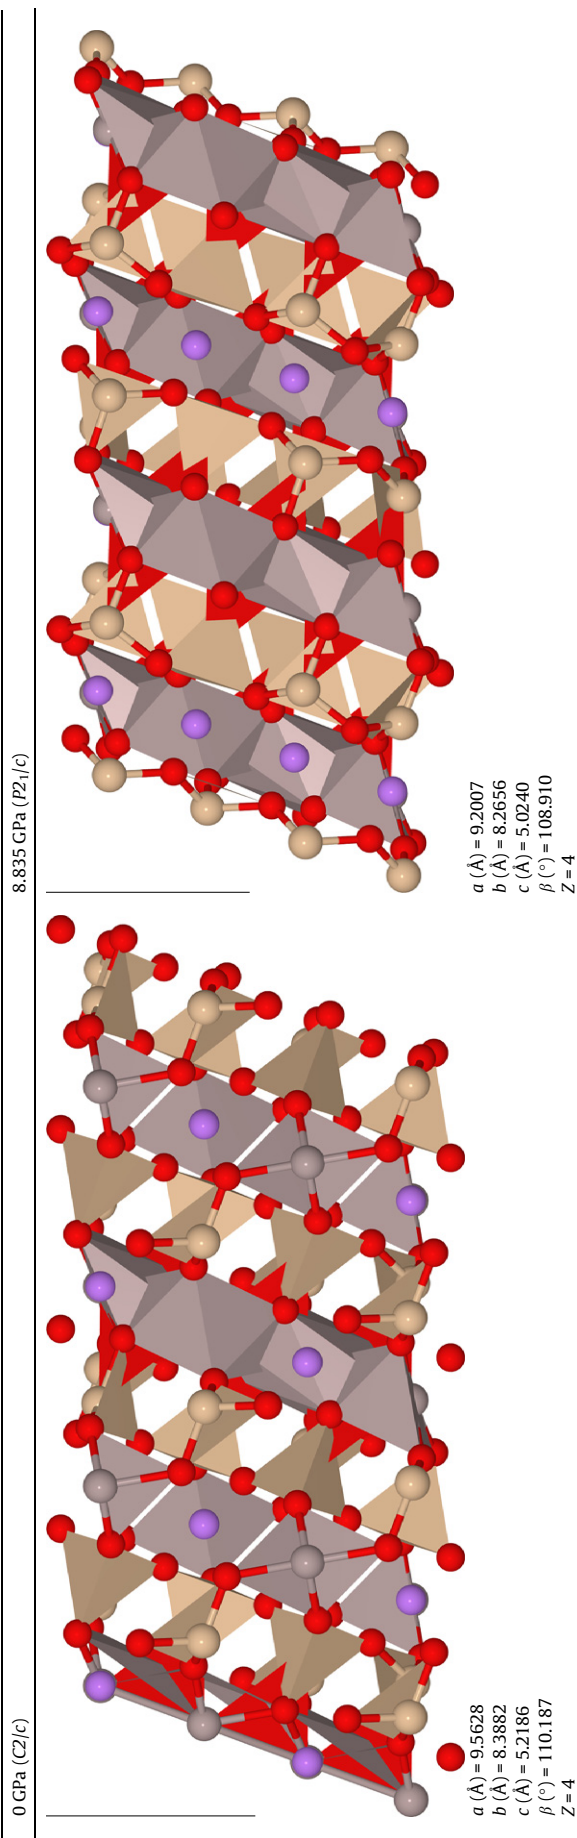 0 GPa (C2/c)
8.835 GPa (P2₁/c)
a (Å) = 9.5628
b (Å) = 8.3882
c (Å) = 5.2186
β (°) = 110.187
Z = 4
a (Å) = 9.2007
b (Å) = 8.2656
c (Å) = 5.0240
β (°) = 108.910
Z = 4